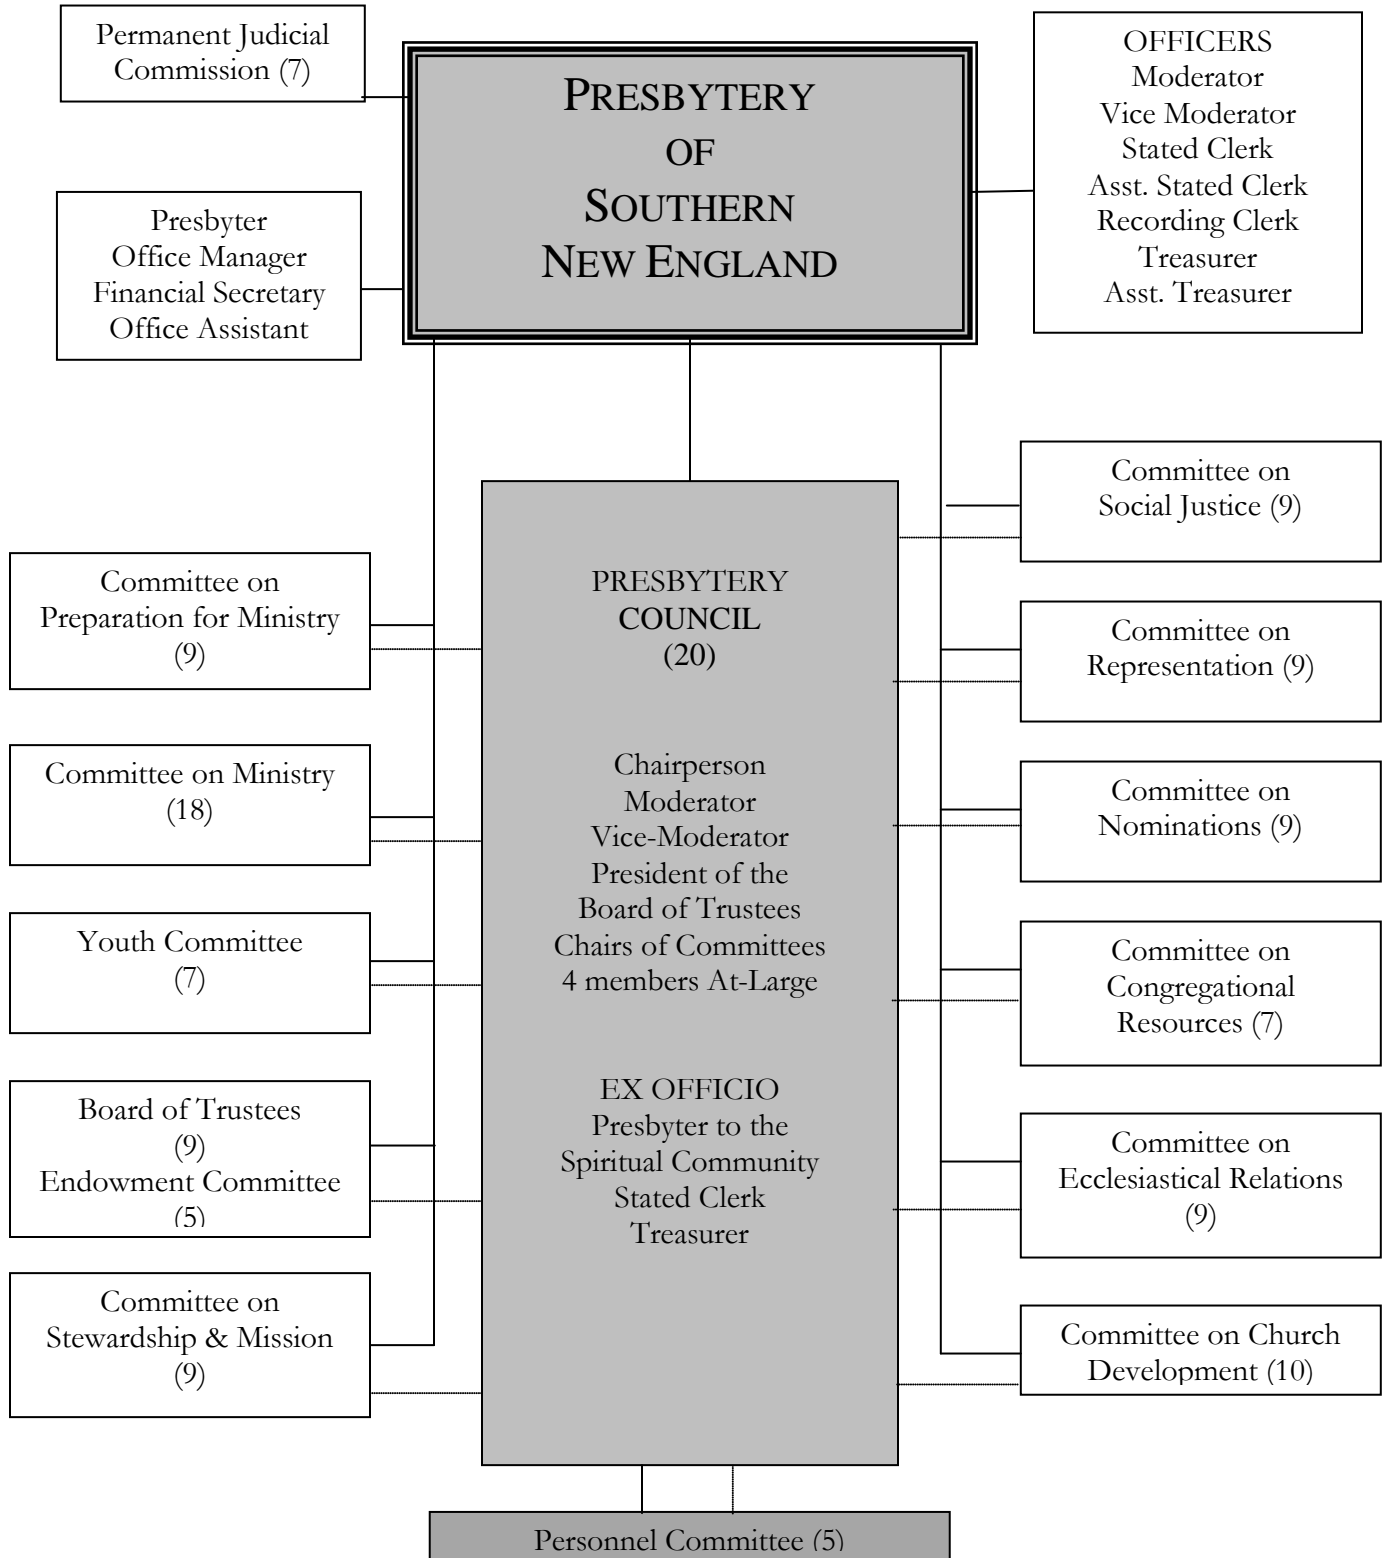 Permanent Judicial
Commission (7)
PRESBYTERY
OF
SOUTHERN
NEW ENGLAND
OFFICERS
Moderator
Vice Moderator
Stated Clerk
Asst. Stated Clerk
Recording Clerk
Treasurer
Asst. Treasurer
Presbyter
Office Manager
Financial Secretary
Office Assistant
Committee on
Preparation for Ministry
(9)
Committee on Ministry
(18)
Youth Committee
(7)
Board of Trustees
(9)
Endowment Committee
(5)
Committee on
Stewardship & Mission
(9)
PRESBYTERY
COUNCIL
(20)
Chairperson
Moderator
Vice-Moderator
President of the
Board of Trustees
Chairs of Committees
4 members At-Large
EX OFFICIO
Presbyter to the
Spiritual Community
Stated Clerk
Treasurer
Committee on
Social Justice (9)
Committee on
Representation (9)
Committee on
Nominations (9)
Committee on
Congregational
Resources (7)
Committee on
Ecclesiastical Relations
(9)
Committee on Church
Development (10)
Personnel Committee (5)